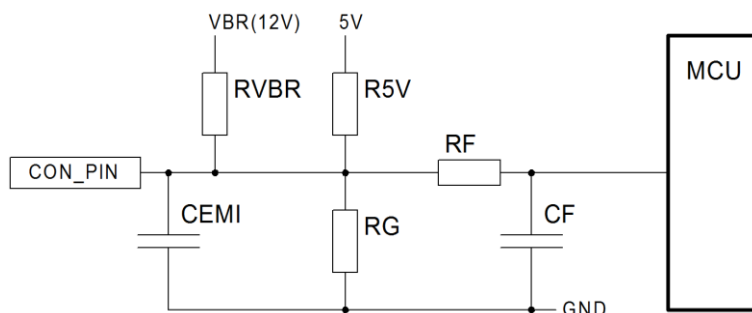 VBR(12V) 5V
MCU
RVBR R5V
RF
CON_PIN
CEMI CF
RG
GND